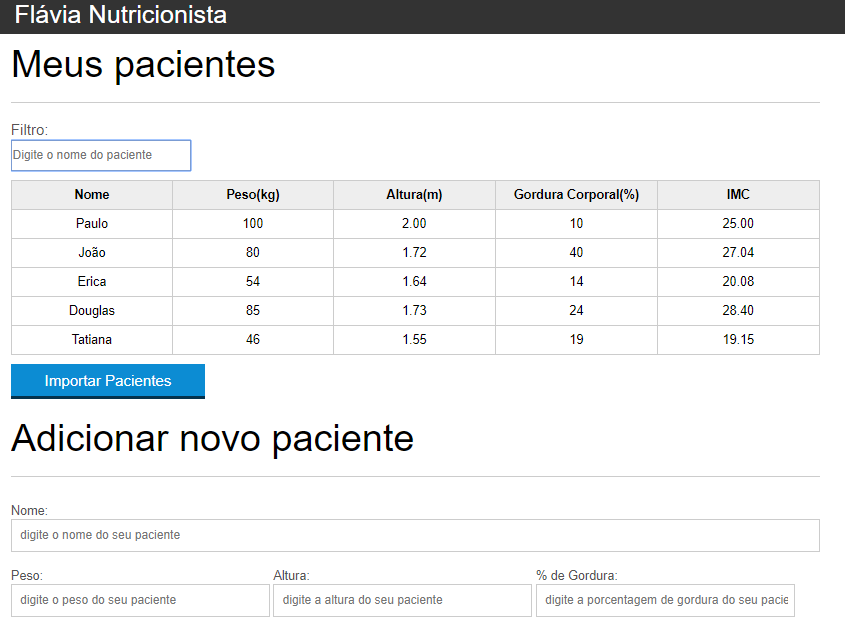 Flávia Nutricionista
Meus pacientes
Filtro:
Digite o nome do paciente
Nome Peso(kg) Altura(m) Gordura Corporal(%) IMC
Paulo 100 2.00 10 25.00
João 80 1.72 40 27.04
Erica 54 1.64 14 20.08
Douglas 85 1.73 24 28.40
Tatiana 46 1.55 19 19.15
Importar Pacientes
Adicionar novo paciente
Nome:
digite o nome do seu paciente
Peso: Altura: % de Gordura:
digite o peso do seu paciente digite a altura do seu paciente digite a porcentagem de gordura do seu pacie